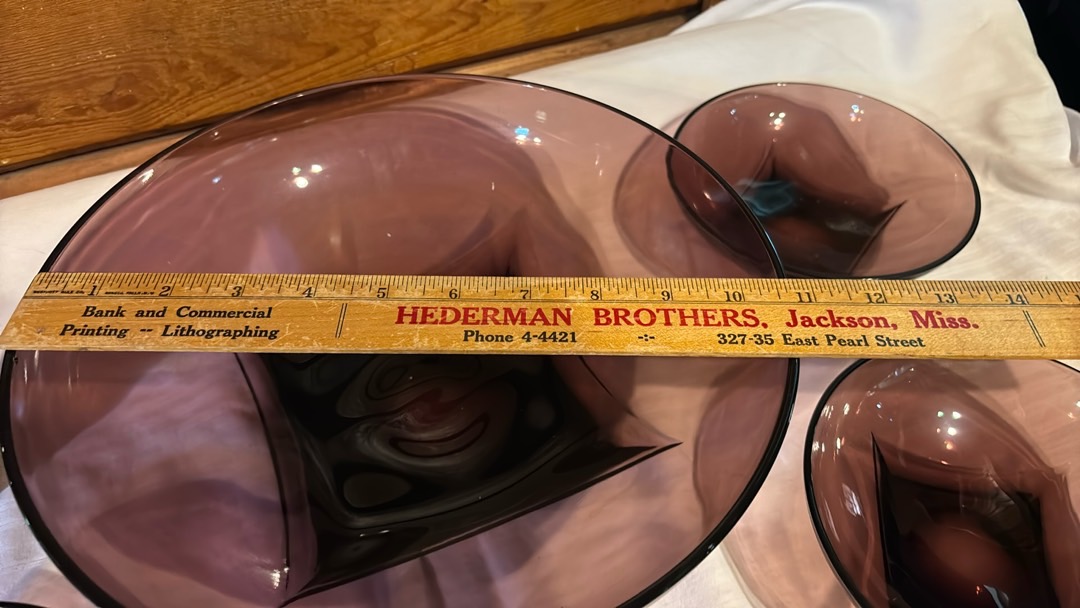 1 2 3 4 5 6 7 8 9 10 11 12 13 14
Bank and Commercial
Printing -- Lithographing
HEDERMAN BROTHERS, Jackson, Miss.
Phone 4-4421 -:- 327-35 East Pearl Street